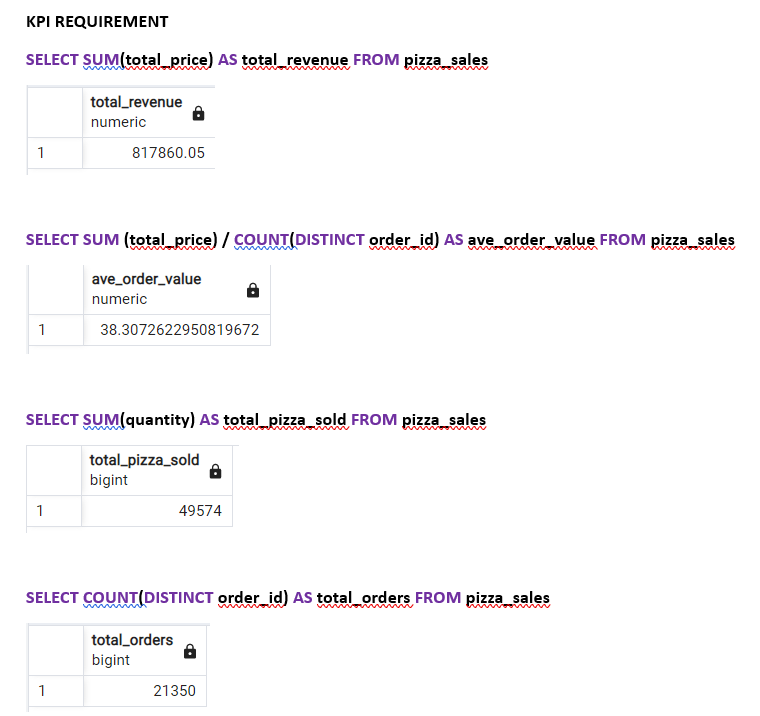 KPI REQUIREMENT
SELECT SUM(total_price) AS total_revenue FROM pizza_sales
total_revenue
numeric
1 817860.05
SELECT SUM (total_price) / COUNT(DISTINCT order_id) AS ave_order_value FROM pizza_sales
ave_order_value
numeric
1 38.3072622950819672
SELECT SUM(quantity) AS total_pizza_sold FROM pizza_sales
total_pizza_sold
bigint
1 49574
SELECT COUNT(DISTINCT order_id) AS total_orders FROM pizza_sales
total_orders
bigint
1 21350